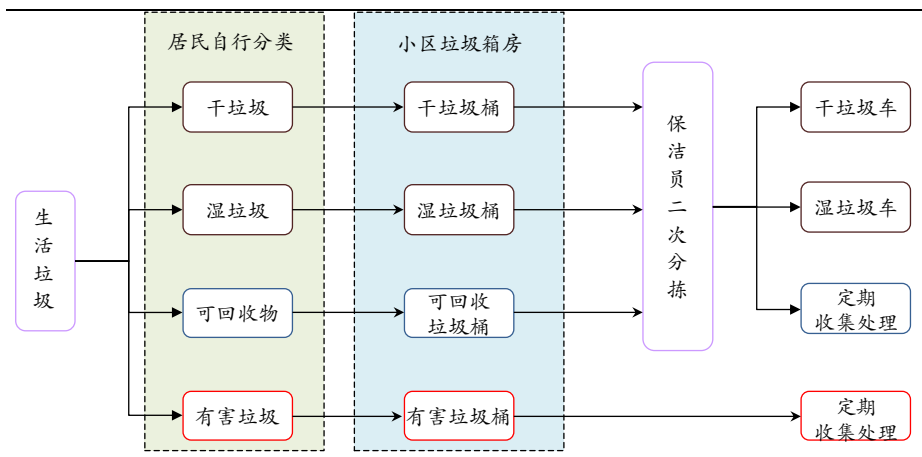 居民自行分类
小区垃圾箱房
生活垃圾
干垃圾
干垃圾桶
湿垃圾
湿垃圾桶
可回收物
可回收
垃圾桶
有害垃圾
有害垃圾桶
保洁员二次分拣
干垃圾车
湿垃圾车
定期
收集处理
定期
收集处理